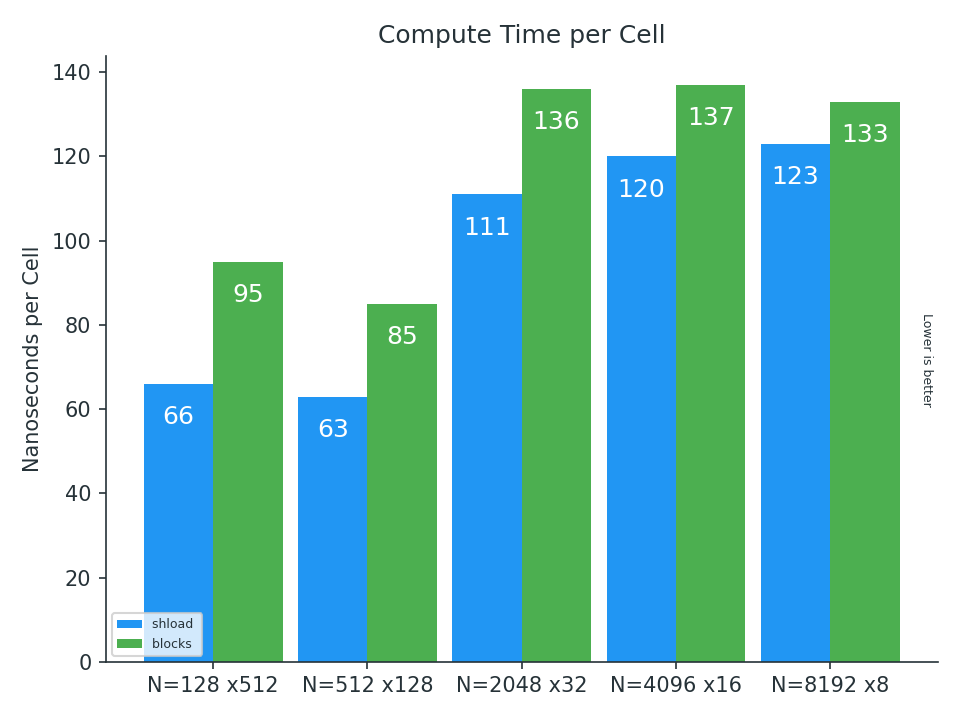 Compute Time per Cell
Nanoseconds per Cell
140
120
100
80
60
40
20
0
66
95
63
85
111
136
120
137
123
133
shload
blocks
N=128 x512
N=512 x128
N=2048 x32
N=4096 x16
N=8192 x8
Lower is better